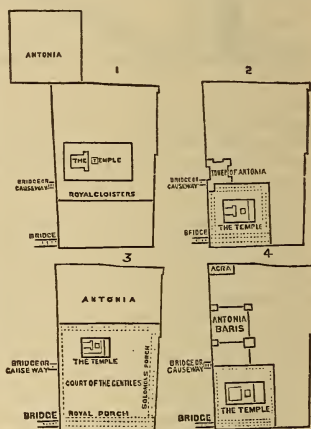 ANTONIA
1
THE TEMPLE
BRIDGE OR
CAUSEWAY
ROYAL CLOISTERS
BRIDGE
2
TOWER OF ANTONIA
BRIDGE OR
CAUSEWAY
THE TEMPLE
BRIDGE
3
ANTONIA
THE TEMPLE
BRIDGE OR
CAUSEWAY
COURT OF THE GENTILES
SOLOMON'S PORCH
ROYAL PORCH
BRIDGE
4
ACRA
ANTONIA
BARIS
BRIDGE OR
CAUSEWAY
THE TEMPLE
BRIDGE